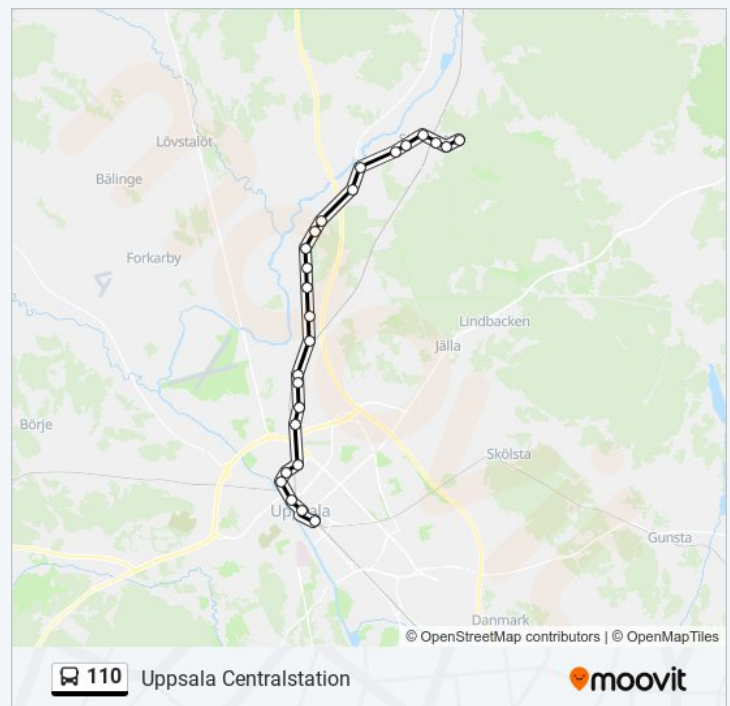 Lövstalöt
Bälinge
Forkarby
Lindbacken
Jälla
Börje
Skölsta
Uppsala
Gunsta
Danmark
© OpenStreetMap contributors | © OpenMapTiles
110 Uppsala Centralstation moovit